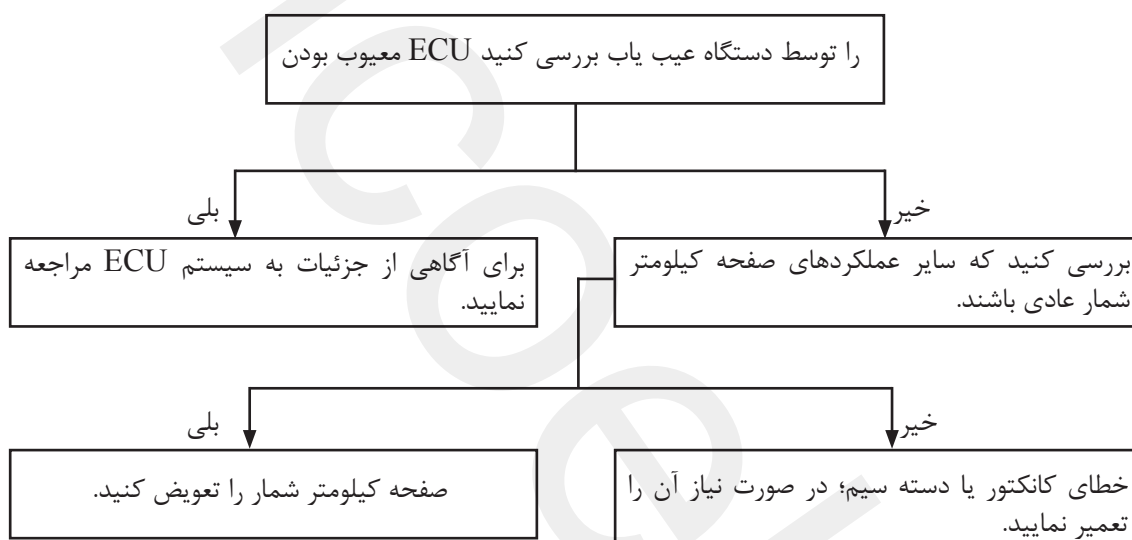 را توسط دستگاه عیب یاب بررسی کنید ECU معیوب بودن
خیر
بلی
بررسی کنید که سایر عملکردهای صفحه کیلومتر
شمار عادی باشند.
برای آگاهی از جزئیات به سیستم ECU مراجعه
نمایید.
خیر
بلی
خطای کانکتور یا دسته سیم؛ در صورت نیاز آن را
تعمیر نمایید.
صفحه کیلومتر شمار را تعویض کنید.